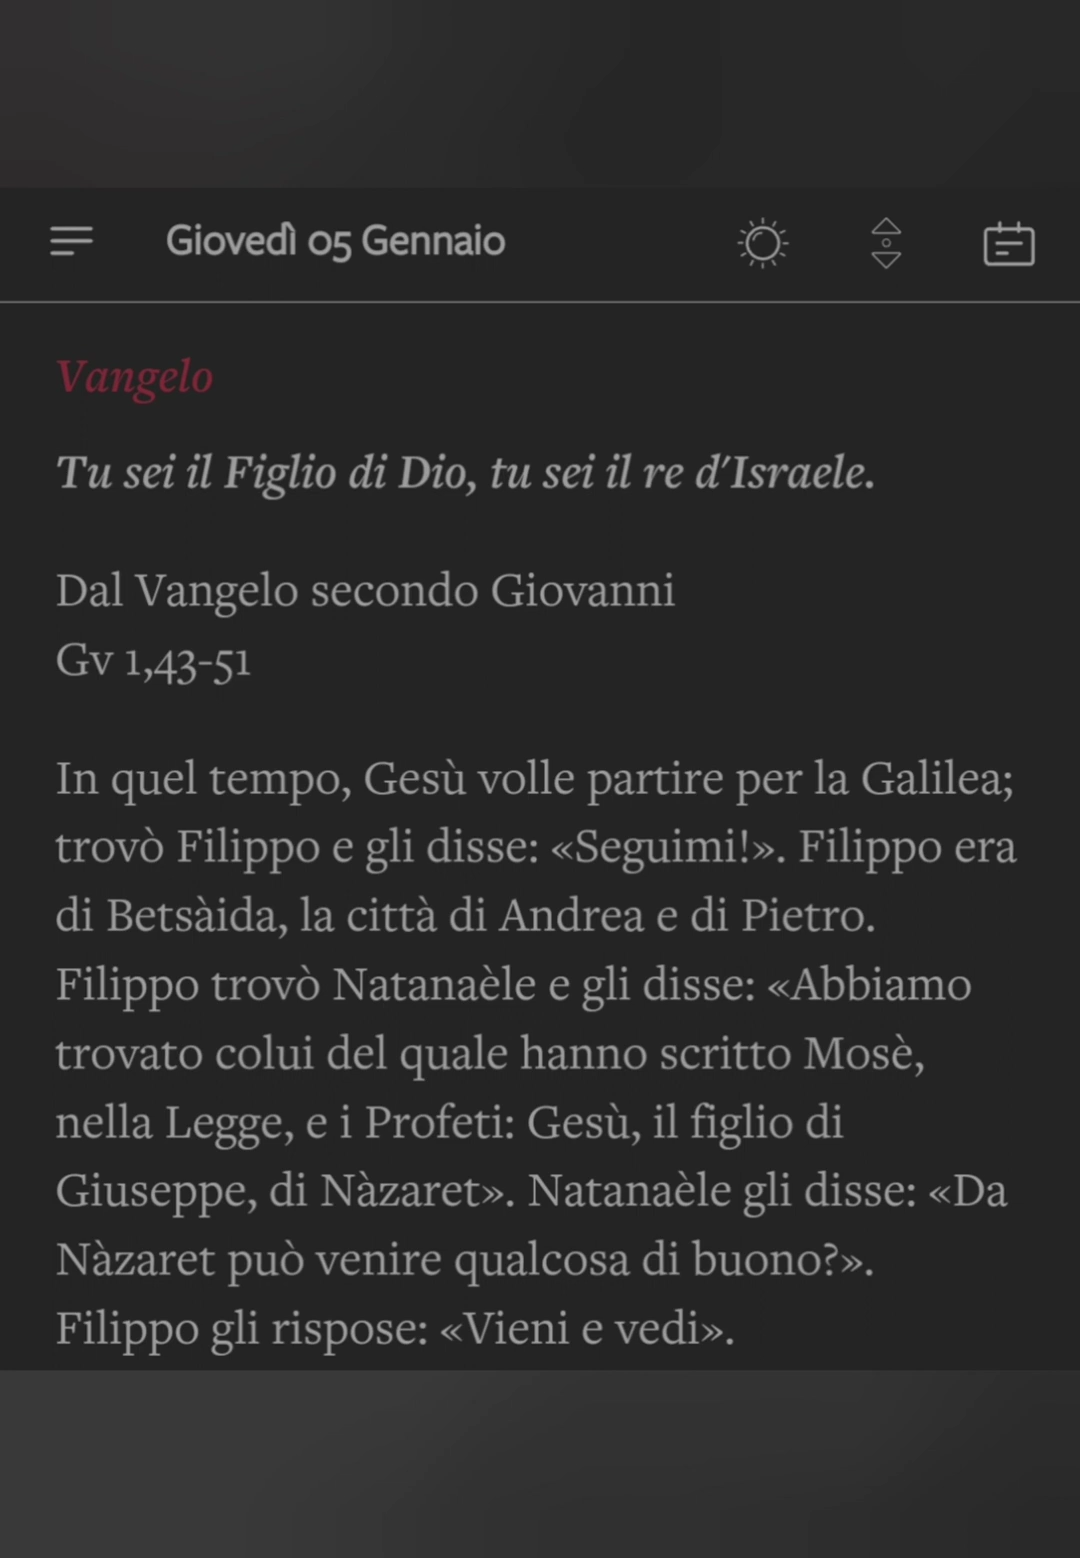 Giovedì 05 Gennaio
Vangelo
Tu sei il Figlio di Dio, tu sei il re d'Israele.
Dal Vangelo secondo Giovanni
Gv 1,43-51
In quel tempo, Gesù volle partire per la Galilea;
trovò Filippo e gli disse: «Seguimi!». Filippo era
di Betsàida, la città di Andrea e di Pietro.
Filippo trovò Natanaèle e gli disse: «Abbiamo
trovato colui del quale hanno scritto Mosè,
nella Legge, e i Profeti: Gesù, il figlio di
Giuseppe, di Nàzaret». Natanaèle gli disse: «Da
Nàzaret può venire qualcosa di buono?».
Filippo gli rispose: «Vieni e vedi».